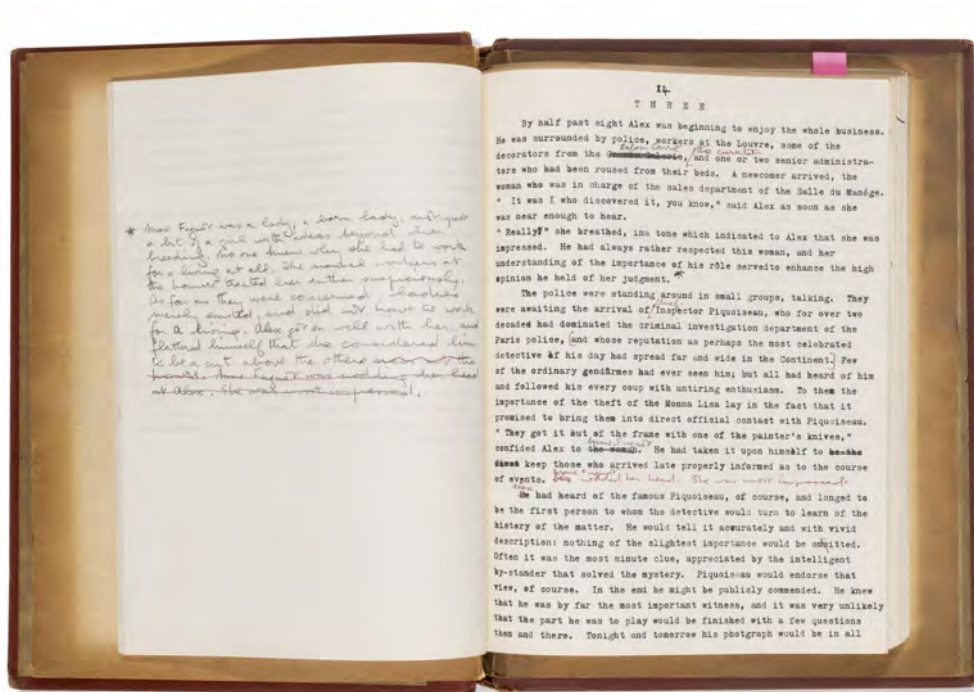 * Mme Fuguet was a lady, a born lady, not just
a bit of a girl with ideas beyond her
breeding. No one knew why she had to work
for a living at all. The normal workers at
the house treated her rather suspiciously.
As far as they were concerned ladies
merely existed, and did not have to work
for a living. Alex got on well with her, and
flattered himself that she considered him
to be a cut above the others
at Alex. She was most impressed.
14
T H R E E
By half past eight Alex was beginning to enjoy the whole business.
He was surrounded by police, workers at the Louvre, some of the
Salon Carré the curator
decorators from the Grande Galerie, and one or two senior administra-
tors who had been roused from their beds. A newcomer arrived, the
woman who was in charge of the sales department of the Salle du Manége.
" It was I who discovered it, you know," said Alex as soon as she
was near enough to hear.
"Really!" she breathed, ina tone which indicated to Alex that she was
impressed. He had always rather respected this woman, and her
understanding of the importance of his rôle servedto enhance the high
opinion he held of her judgment. *
The police were standing around in small groups, talking. They
chief
were awaiting the arrival of Inspector Piquoiseau, who for over two
decades had dominated the criminal investigation department of the
Paris police, (and whose reputation as perhaps the most celebrated
detective of his day had spread far and wide in the Continent.) Few
of the ordinary gendârmes had ever seen him; but all had heard of him
and followed his every coup with untiring enthusiasm. To them the
importance of the theft of the Monna Lisa lay in the fact that it
promised to bring them into direct official contact with Piquoiseau.
" They got it out of the frame with one of the painter's knives,"
confided Alex to the woman. He had taken it upon himself to be the
first keep those who arrived late properly informed as to the course
of events. nodded her head. She was most impressed
Alex
He had heard of the famous Piquoiseau, of course, and longed to
be the first person to whom the detective would turn to learn of the
history of the matter. He would tell it accurately and with vivid
description: nothing of the slightest importance would be omitted.
Often it was the most minute clue, appreciated by the intelligent
by-stander that solved the mystery. Piquoiseau would endorse that
view, of course. In the end he might be publicly commended. He knew
that he was by far the most important witness, and it was very unlikely
that the part he was to play would be finished with a few questions
then and there. Tonight and tomorrow his photgraph would be in all